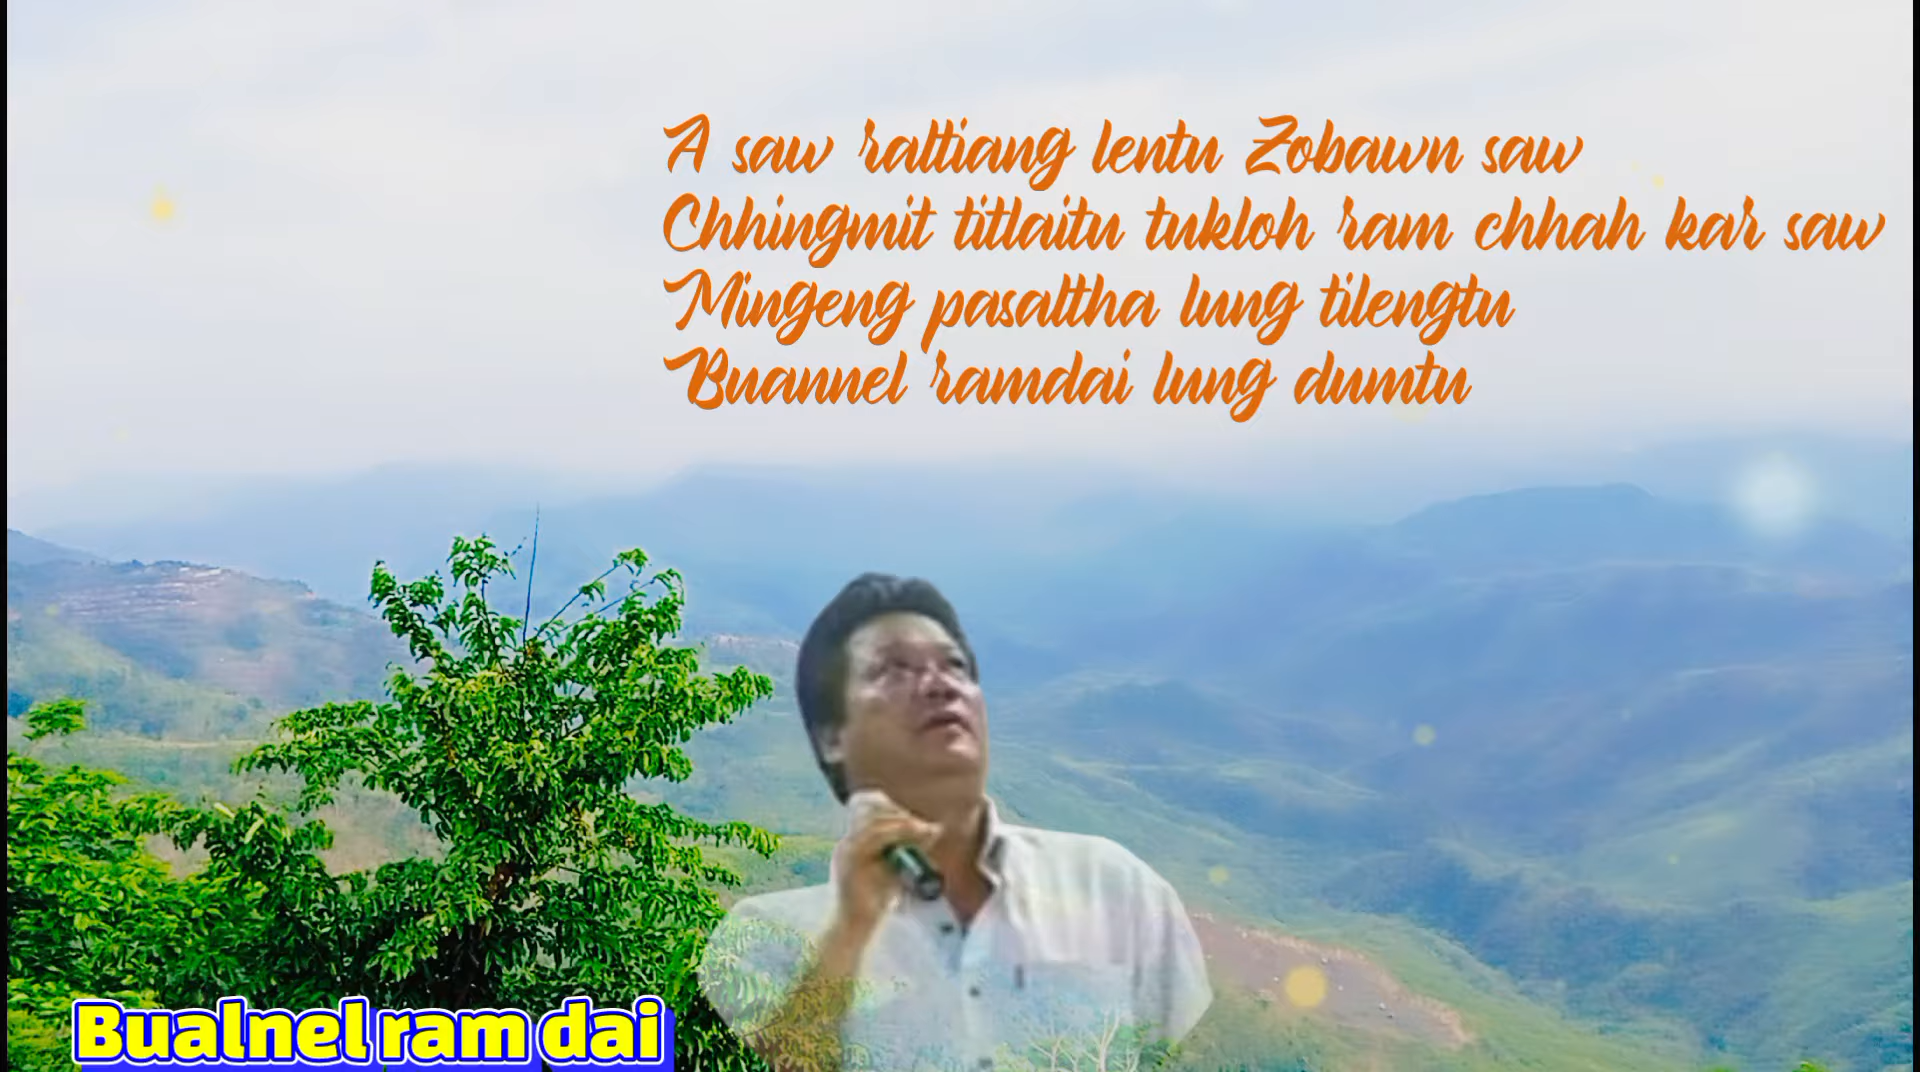 A saw raltiang lentu Zobawn saw
Chhingmit titlaitu tukloh ram chhah kar saw
Mingeng pasaltha lung tilengtu
Buannel ramdai lung dumtu
Bualnel ram dai